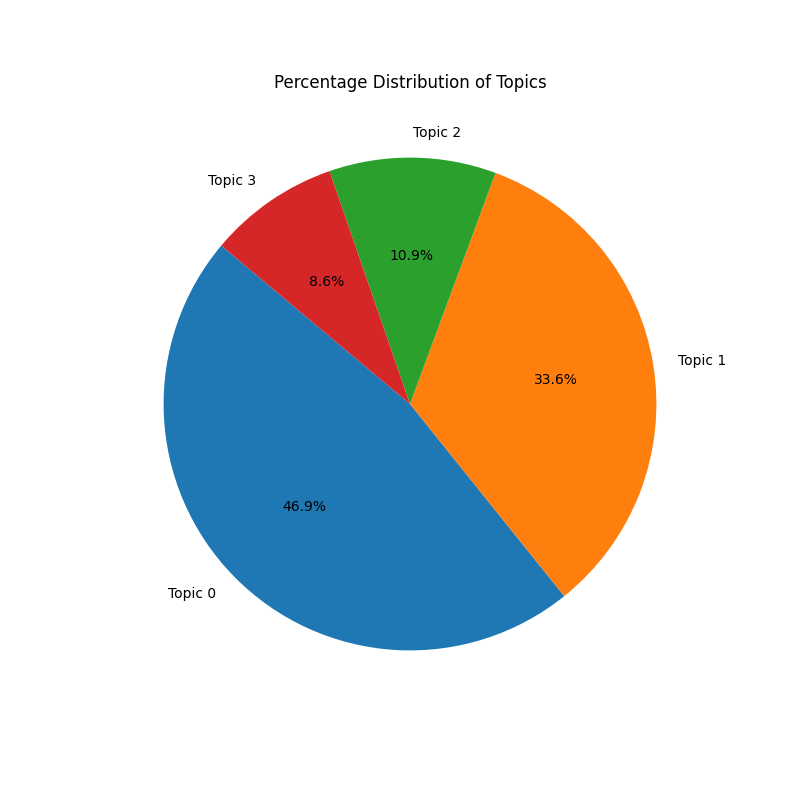 Percentage Distribution of Topics
Topic 2
Topic 3
10.9%
8.6%
Topic 1
33.6%
46.9%
Topic 0